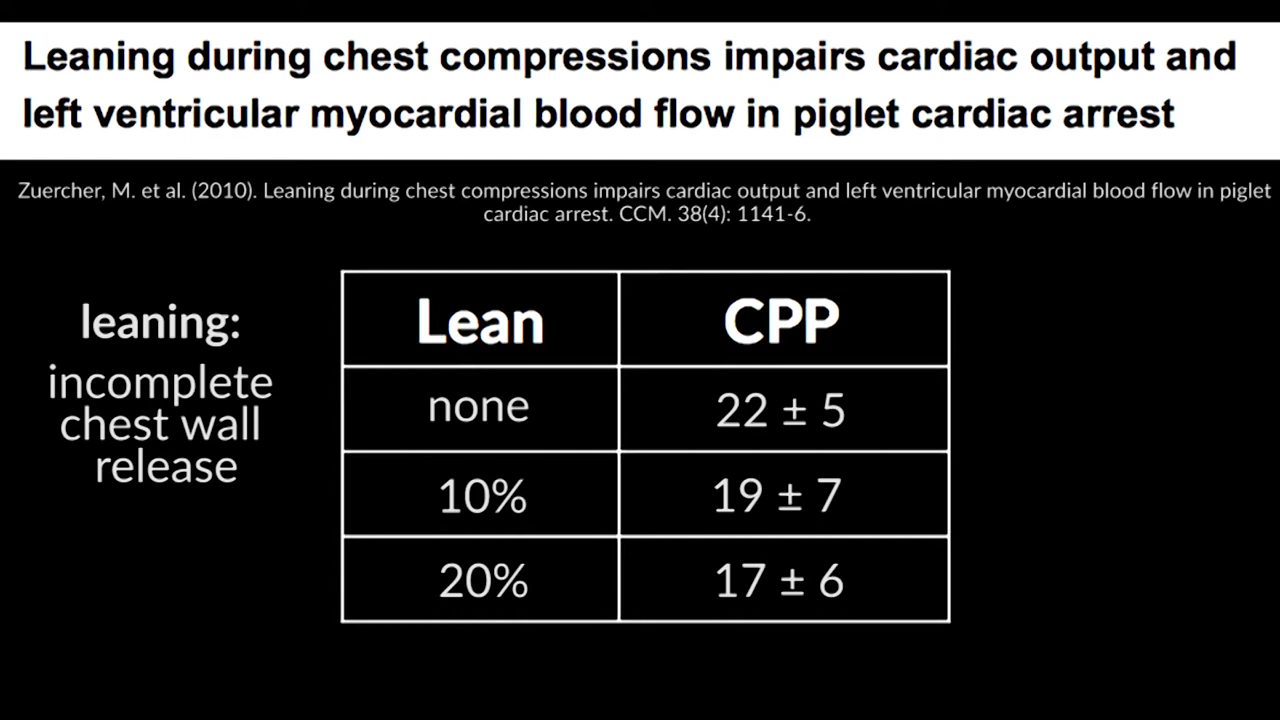 Leaning during chest compressions impairs cardiac output and
left ventricular myocardial blood flow in piglet cardiac arrest
Zuercher, M. et al. (2010). Leaning during chest compressions impairs cardiac output and left ventricular myocardial blood flow in piglet
cardiac arrest. CCM. 38(4): 1141-6.
leaning:
incomplete
chest wall
release
Lean CPP
none 22 ± 5
10% 19 ± 7
20% 17 ± 6